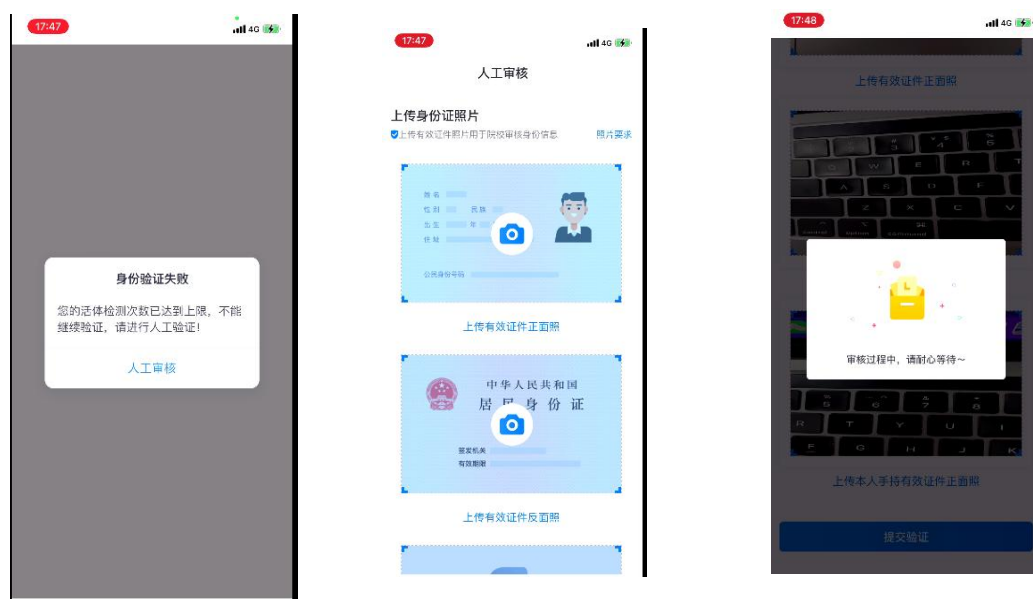 17:47
4G
身份验证失败
您的活体检测次数已达到上限，不能
继续验证，请进行人工验证！
人工审核
17:47
4G
人工审核
上传身份证照片
上传有效证件照片用于院校审核身份信息
照片要求
姓名
性别 民族
出生 年
住址
公民身份号码
上传有效证件正面照
中华人民共和国
居民身份证
签发机关
有效期限
上传有效证件反面照
17:48
4G
上传有效证件正面照
W E R T
A S D F
Z X C V
command
审核过程中，请耐心等待～
5 6 7 8
R T Y U I
F G H J K
上传本人手持有效证件正面照
提交验证